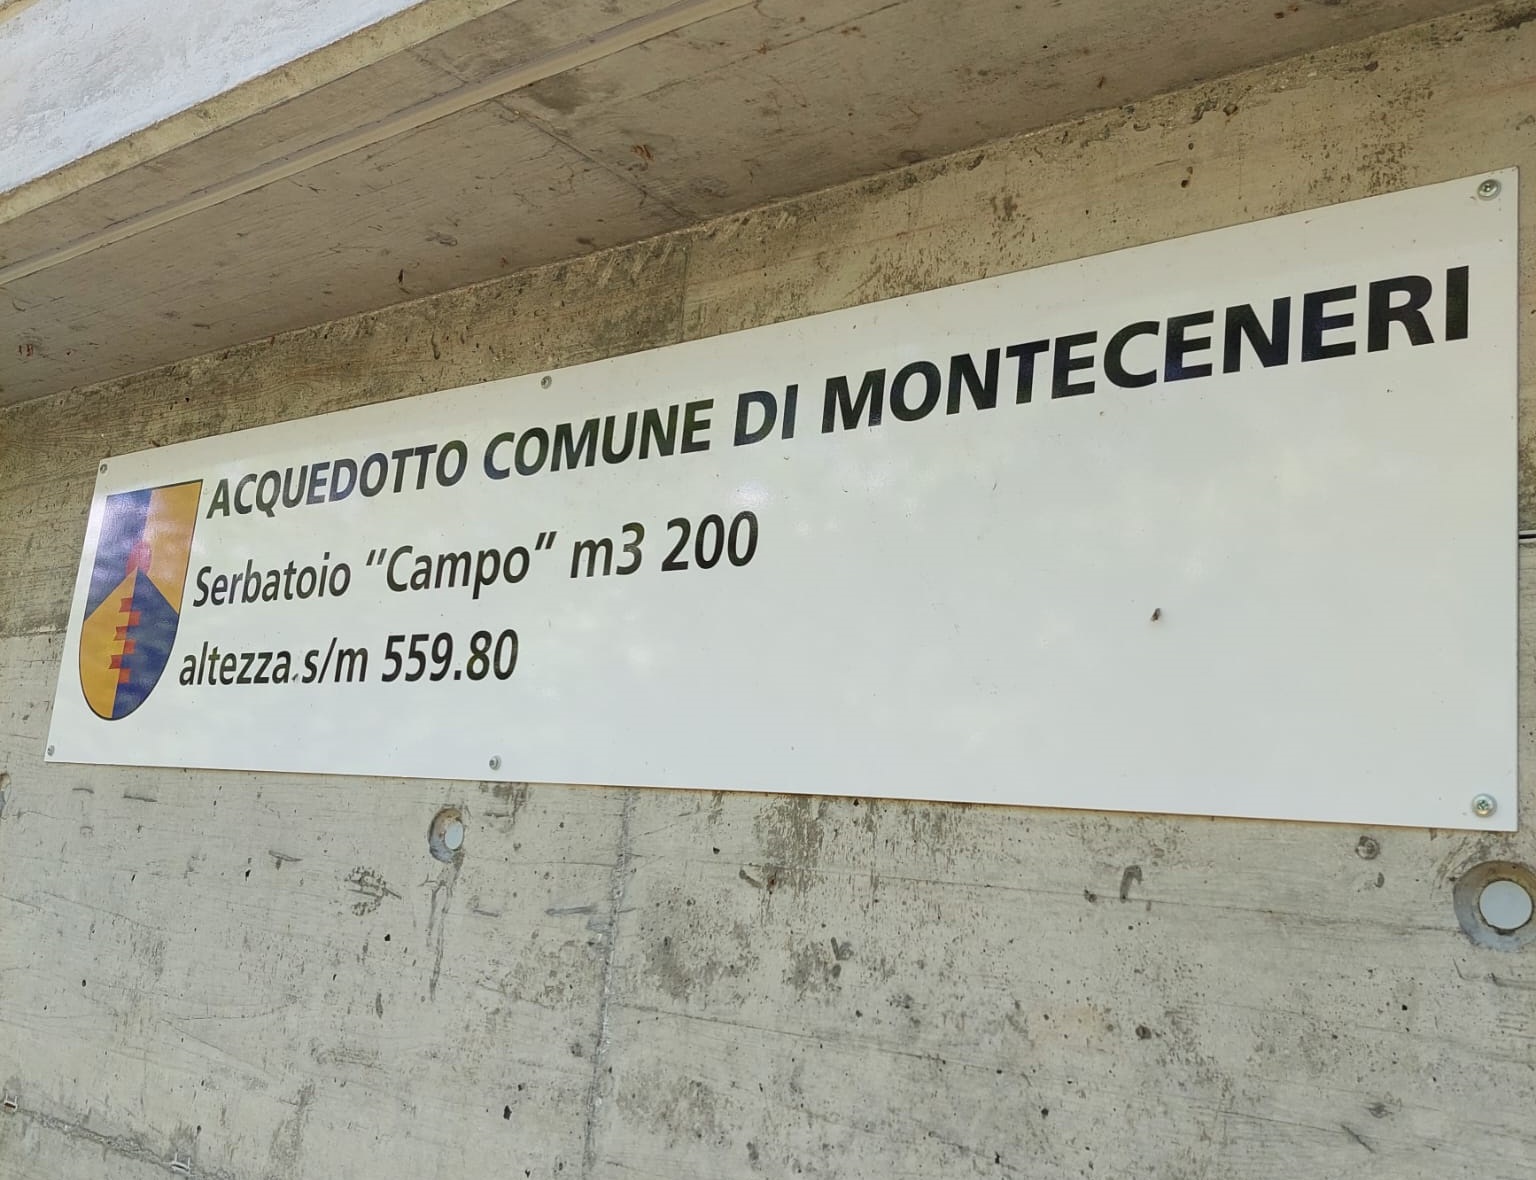 ACQUEDOTTO COMUNE DI MONTECENERI
Serbatoio “Campo” m3 200
altezza s/m 559.80